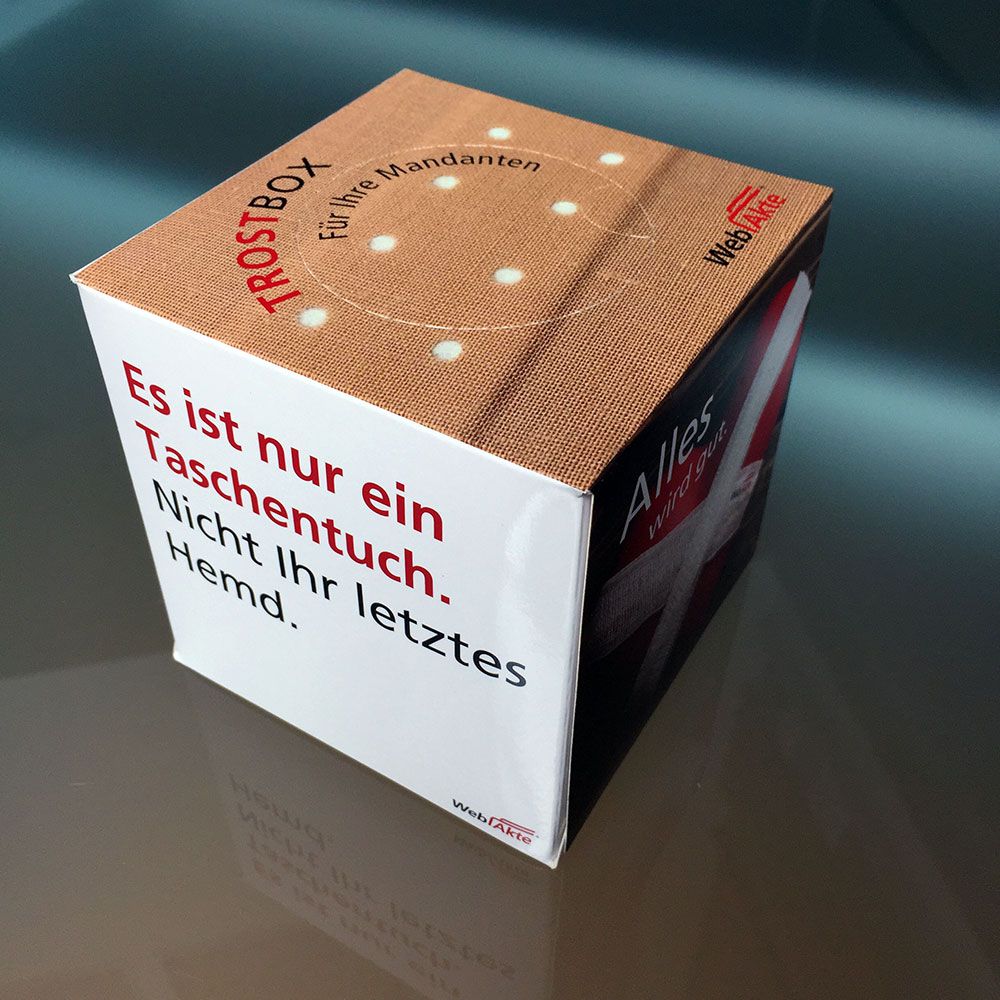 TROSTBOX
Für Ihre Mandanten
WebAkte
Es ist nur ein
Taschentuch.
Nicht Ihr letztes
Hemd.
WebAkte
Alles
wird gut.